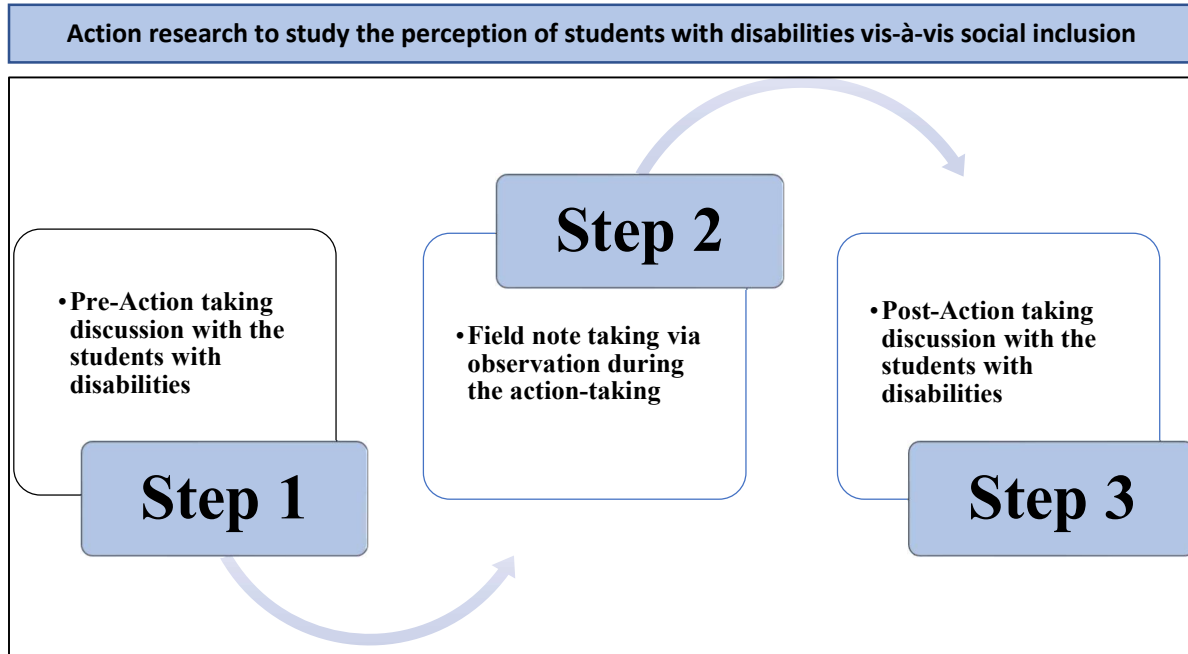 Action research to study the perception of students with disabilities vis-à-vis social inclusion
•Pre-Action taking
discussion with the
students with
disabilities
Step 1
Step 2
•Field note taking via
observation during
the action-taking
•Post-Action taking
discussion with the
students with
disabilities
Step 3